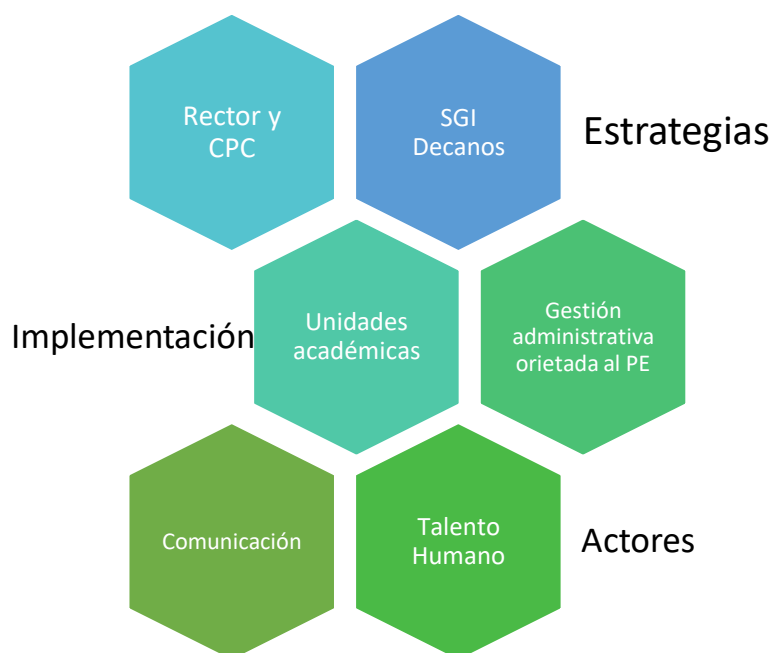 Rector y
CPC
SGI
Decanos
Estrategias
Implementación
Unidades
académicas
Gestión
administrativa
orietada al PE
Comunicación
Talento
Humano
Actores